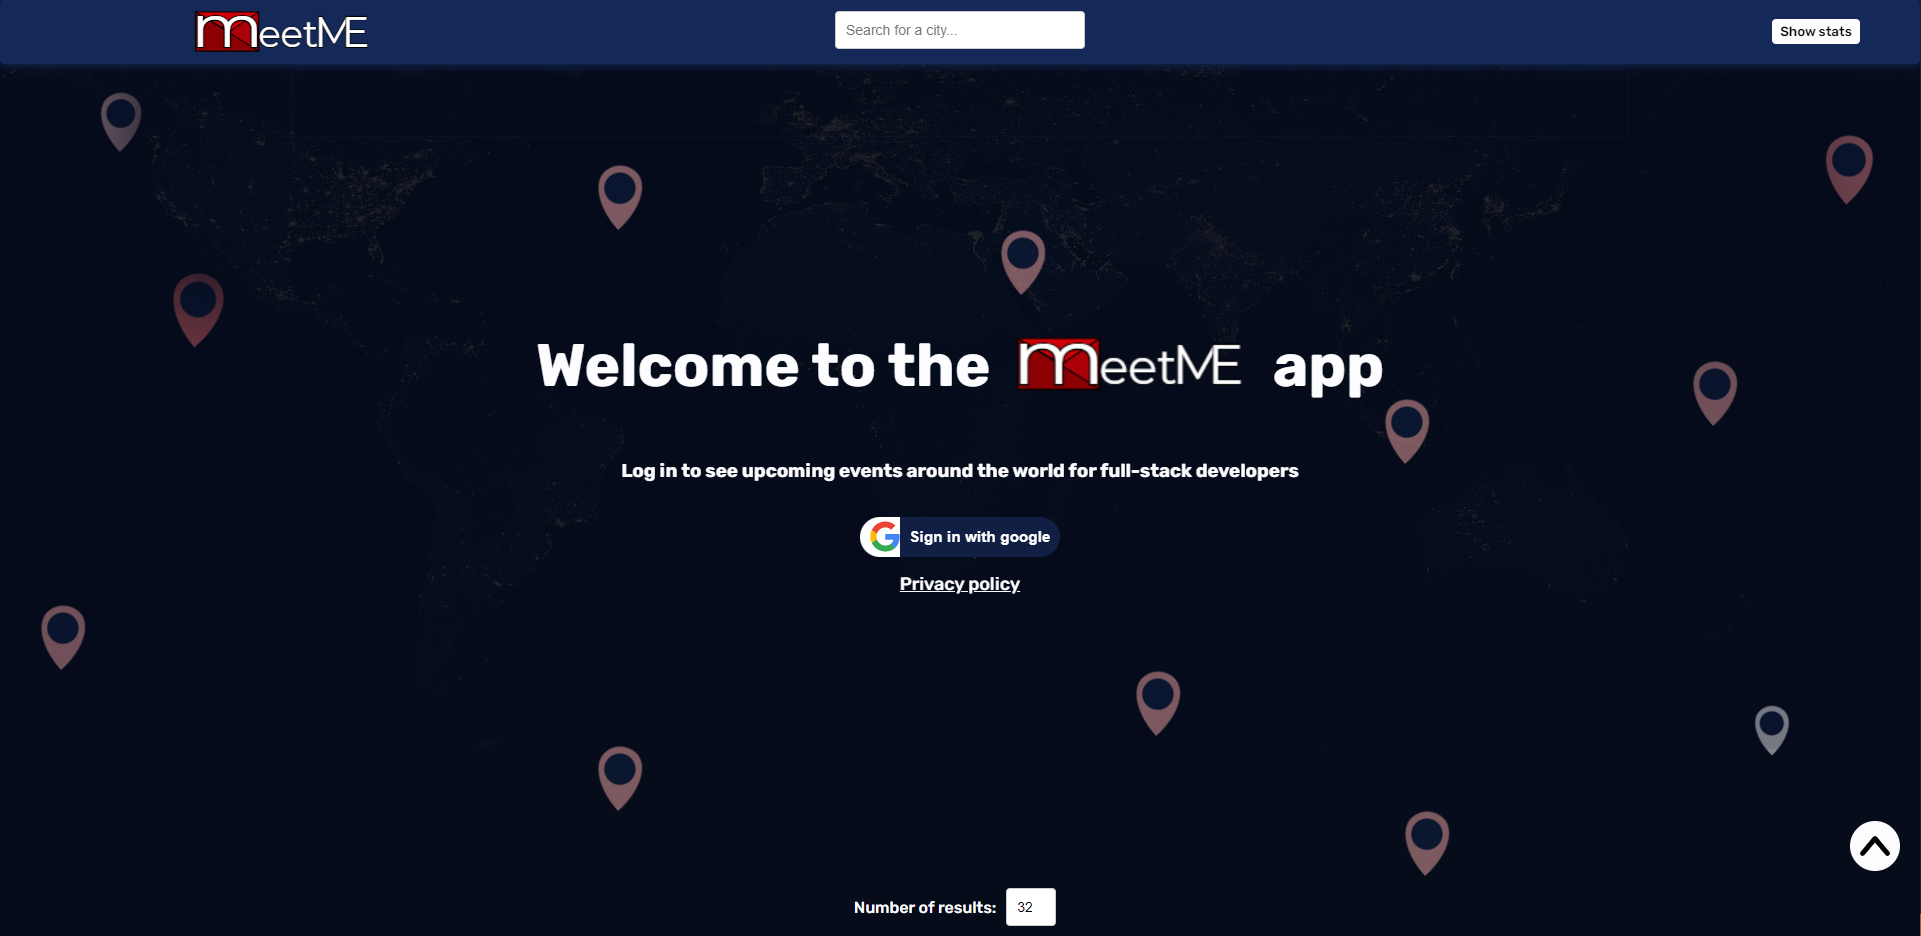 meetME
Search for a city...
Show stats
Welcome to the meetME app
Log in to see upcoming events around the world for full-stack developers
Sign in with google
Privacy policy
Number of results: 32